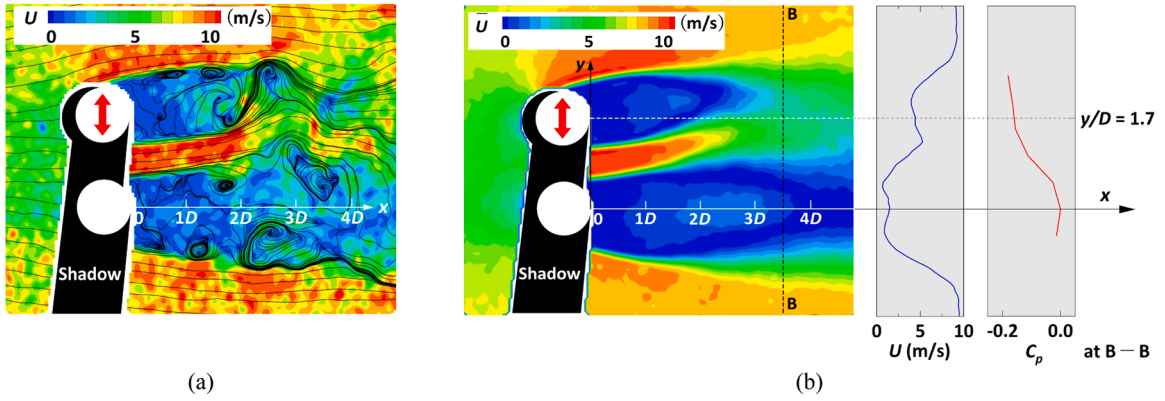 U 0 5 10 (m/s)
0 1D 2D 3D 4D x
Shadow
(a)
U̅ 0 5 10 (m/s)
B
y
y/D = 1.7
x
0 1D 2D 3D 4D
Shadow
B
0 5 10
U (m/s)
-0.2 0.0
Cp
at B — B
(b)